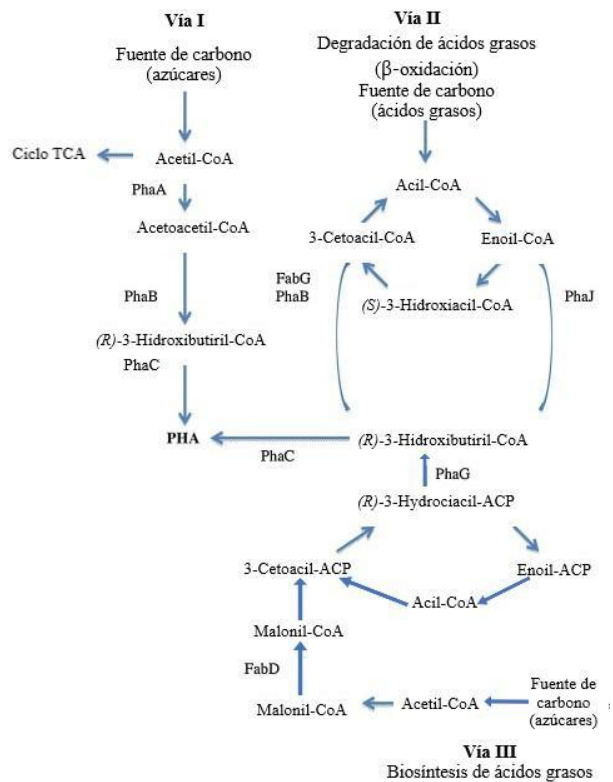 Vía I
Fuente de carbono
(azúcares)
Ciclo TCA
Acetil-CoA
PhaA
Acetoacetil-CoA
PhaB
(R)-3-Hidroxibutiril-CoA
PhaC
PHA
Vía II
Degradación de ácidos grasos
(β-oxidación)
Fuente de carbono
(ácidos grasos)
Acil-CoA
3-Cetoacil-CoA
Enoil-CoA
FabG
PhaB
(S)-3-Hidroxiacil-CoA
PhaJ
(R)-3-Hidroxibutiril-CoA
PhaC
PhaG
(R)-3-Hydrociacil-ACP
3-Cetoacil-ACP
Enoil-ACP
Acil-CoA
Malonil-CoA
FabD
Malonil-CoA
Acetil-CoA
Fuente de
carbono ,
(azúcares)
Vía III
Biosíntesis de ácidos grasos